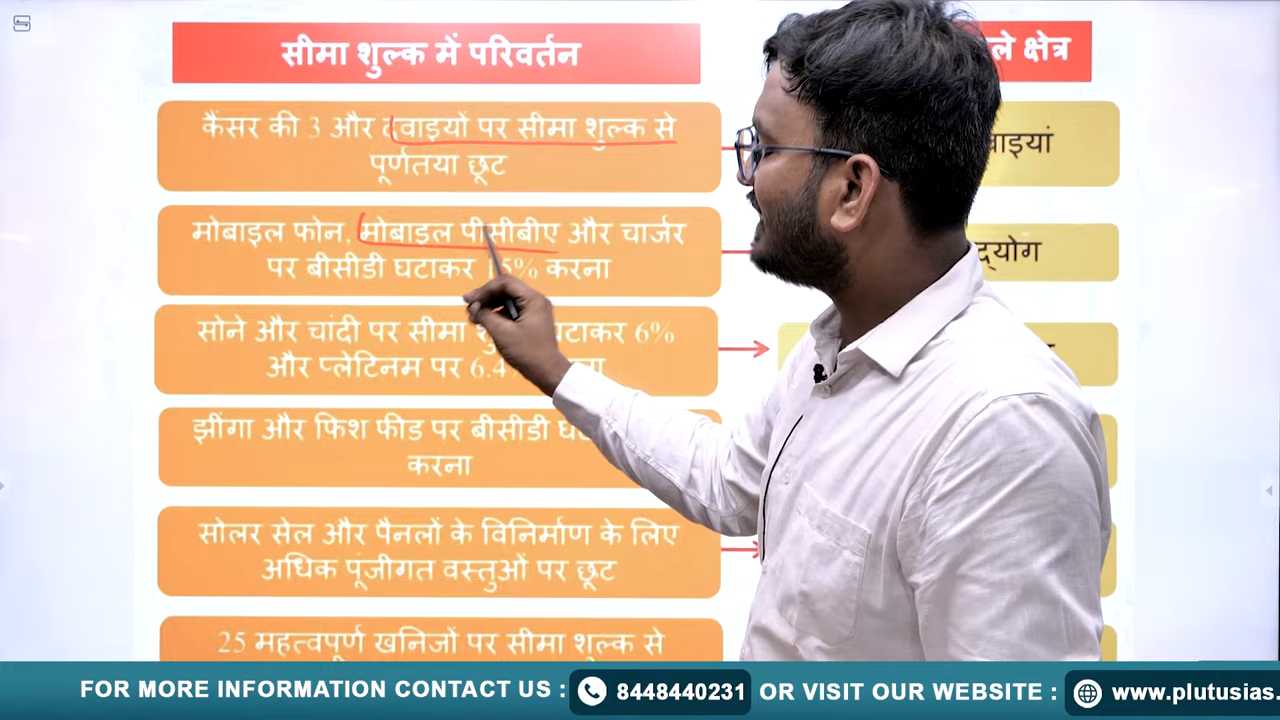 सीमा शुल्क में परिवर्तन
ले क्षेत्र
कैंसर की 3 और दवाइयों पर सीमा शुल्क से
पूर्णतया छूट
वाइयां
मोबाइल फोन, मोबाइल पीसीबीए और चार्जर
पर बीसीडी घटाकर 15% करना
द्योग
सोने और चांदी पर सीमा घटाकर 6%
और प्लेटिनम पर
झींगा और फिश फीड पर बीसीडी
करना
सोलर सेल और पैनलों के विनिर्माण के लिए
अधिक पूंजीगत वस्तुओं पर छूट
25 महत्वपूर्ण खनिजों पर सीमा शुल्क से
FOR MORE INFORMATION CONTACT US : 8448440231 OR VISIT OUR WEBSITE : www.plutusias.